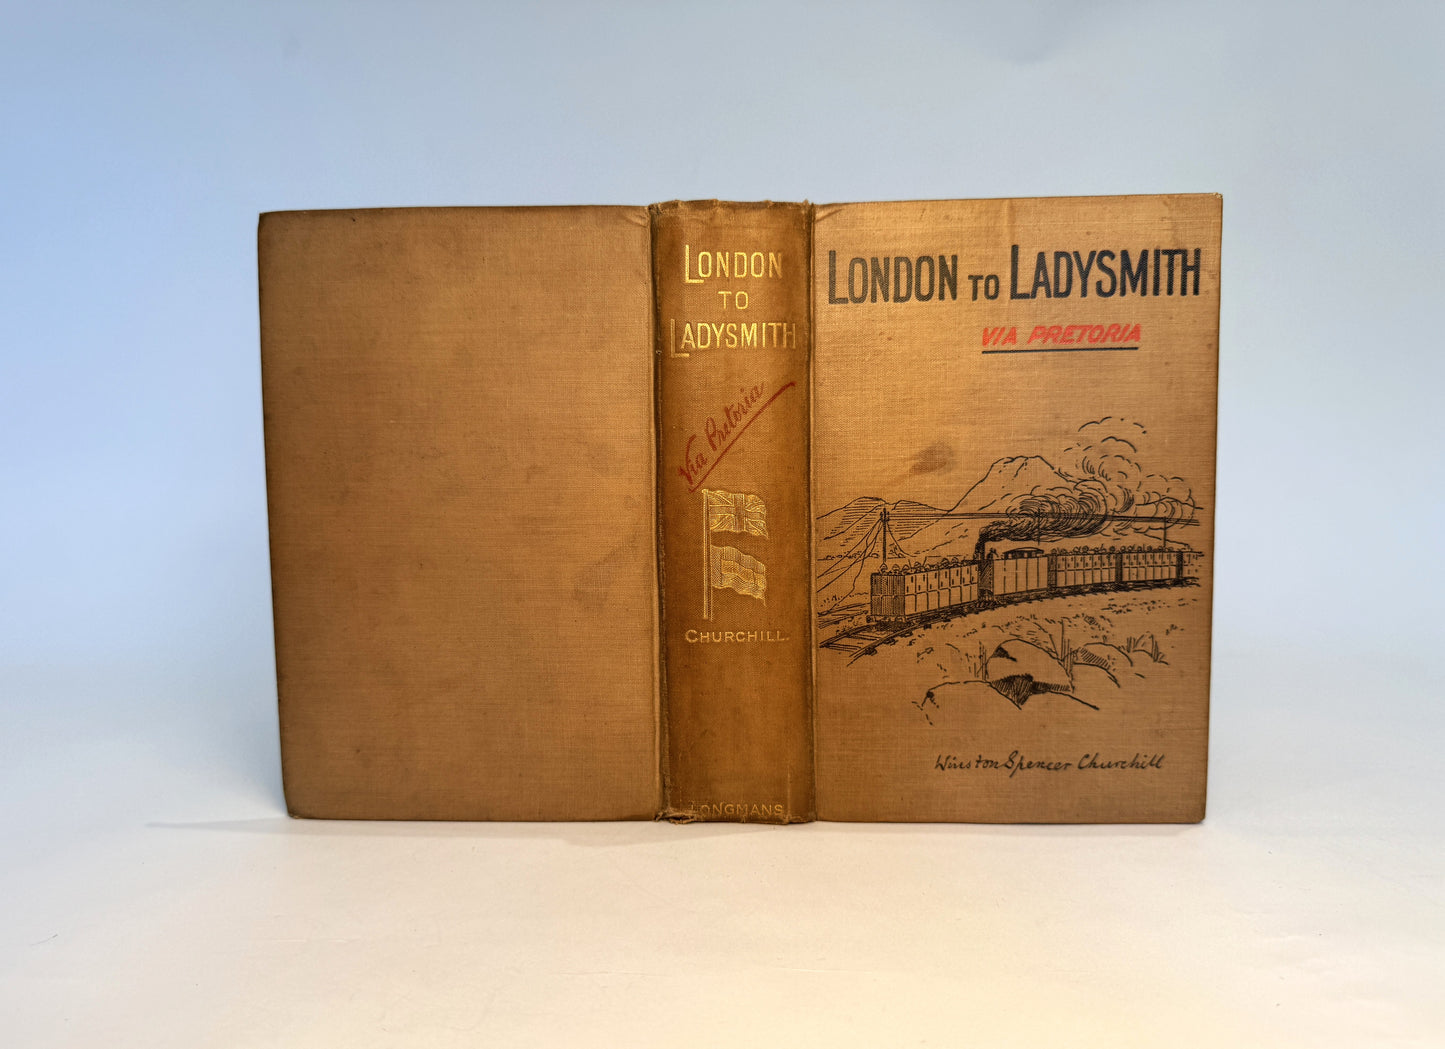 LONDON
TO
LADYSMITH
Via Pretoria
CHURCHILL.
LONGMANS
LONDON TO LADYSMITH
VIA PRETORIA
Winston Spencer Churchill